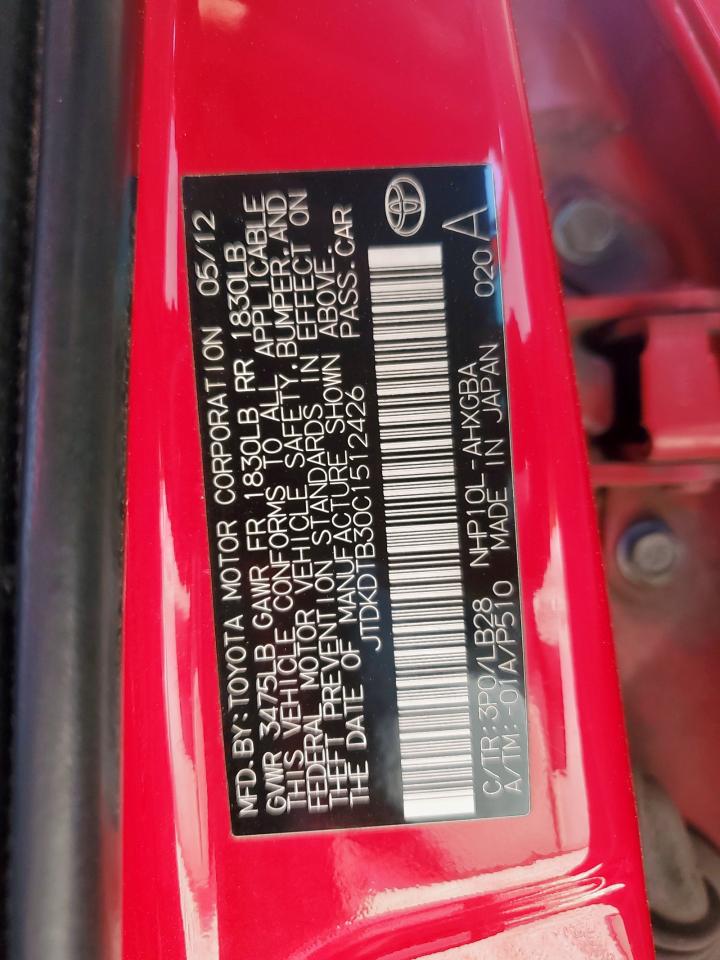 MFD. BY: TOYOTA MOTOR CORPORATION 05/12
GVWR 3475LB GAWR FR 1830LB RR 1830LB
THIS VEHICLE CONFORMS TO ALL APPLICABLE
FEDERAL MOTOR VEHICLE SAFETY, BUMPER, AND
THEFT PREVENTION STANDARDS IN EFFECT ON
THE DATE OF MANUFACTURE SHOWN ABOVE.
JTDKDTB30C1512426 PASS. CAR
C/TR: 3P0/LB28 NHP10L-AHXGBA 020 A
A/TM: -01A/P510 MADE IN JAPAN